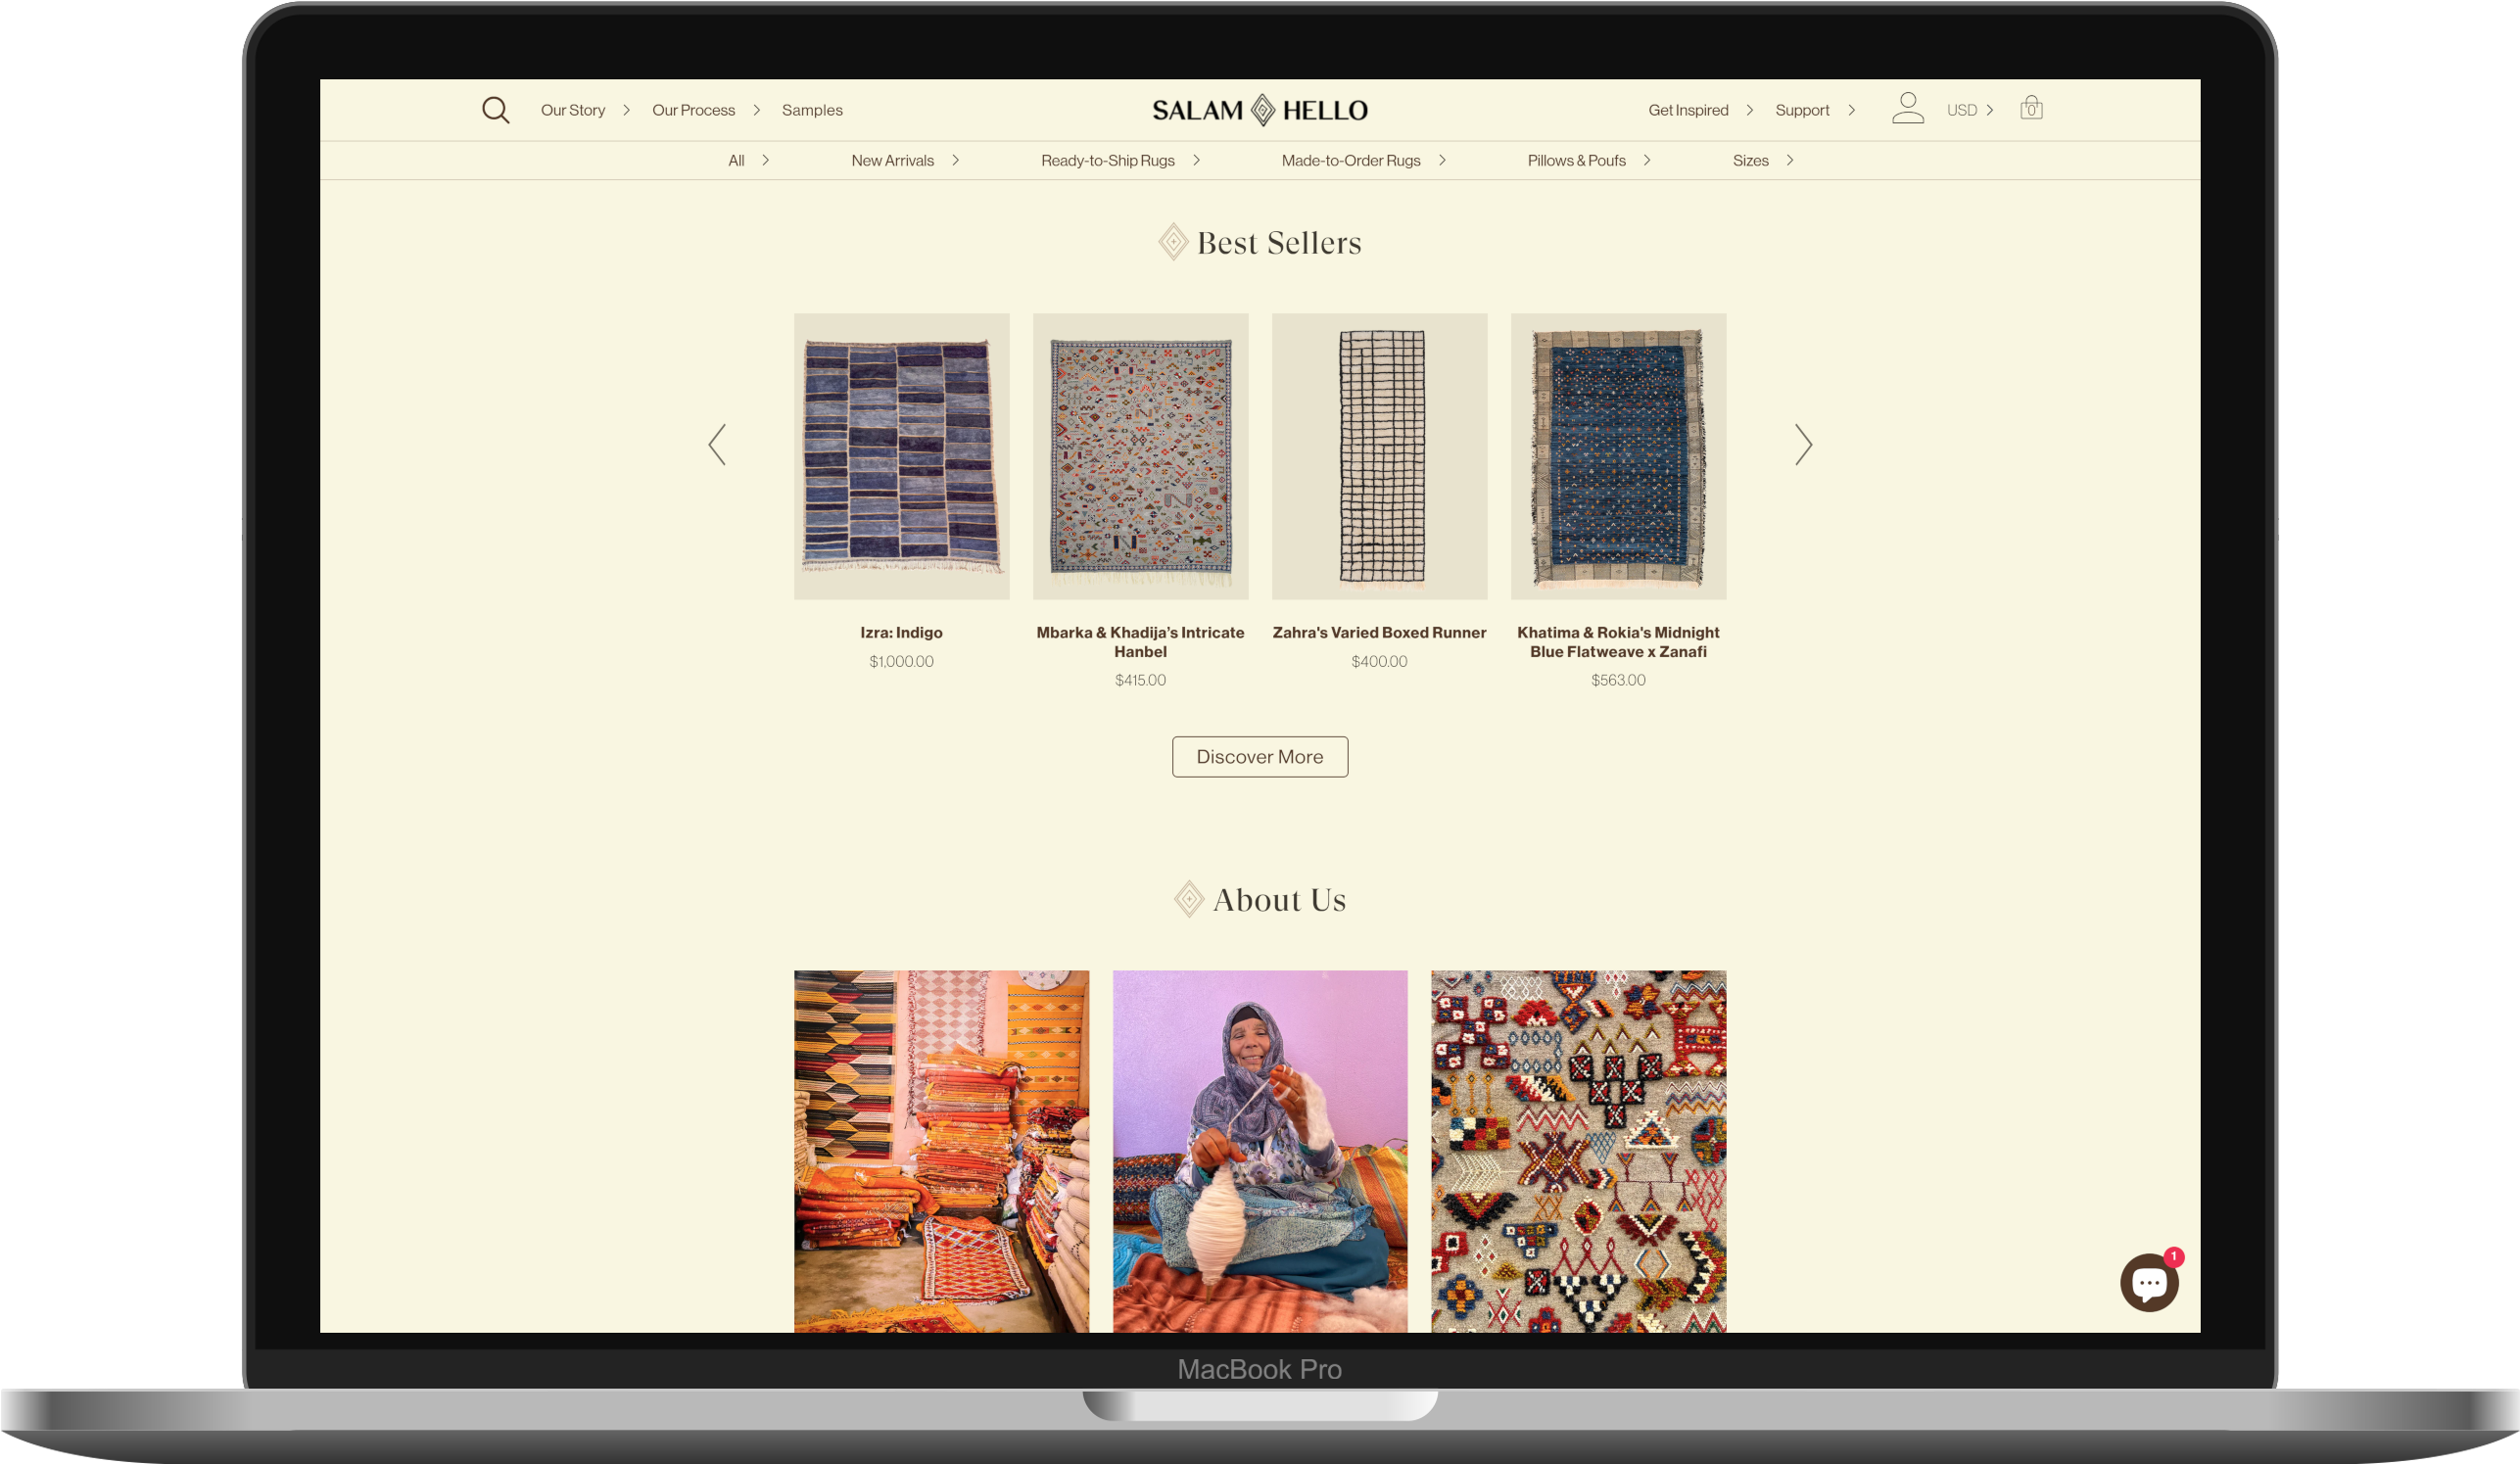 Our Story
Our Process
Samples
SALAM HELLO
Get Inspired
Support
USD
0
All
New Arrivals
Ready-to-Ship Rugs
Made-to-Order Rugs
Pillows & Poufs
Sizes
Best Sellers
Izra: Indigo
$1,000.00
Mbarka & Khadija’s Intricate
Hanbel
$415.00
Zahra's Varied Boxed Runner
$400.00
Khatima & Rokia's Midnight
Blue Flatweave x Zanafi
$563.00
Discover More
About Us
1
MacBook Pro